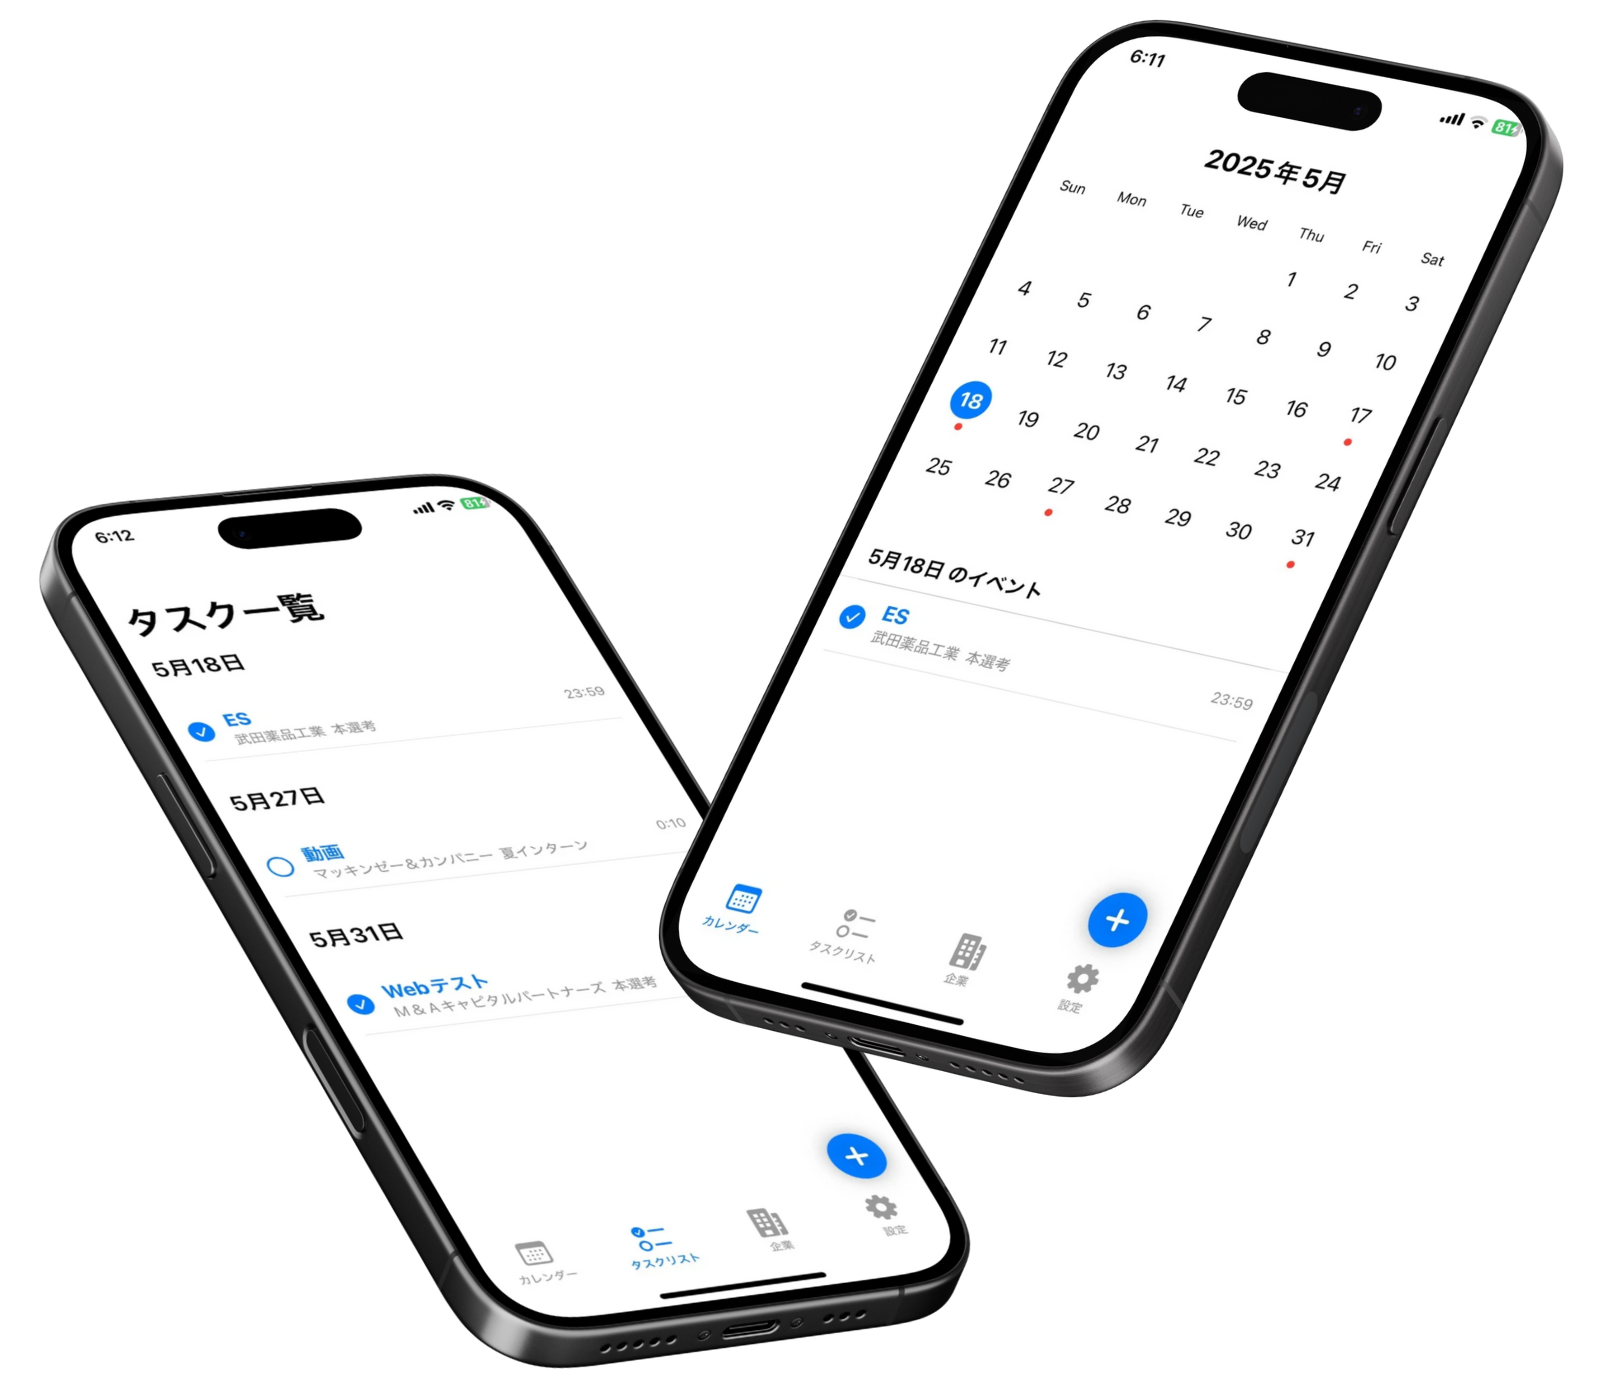 6:12
81
タスク一覧
5月18日
ES
23:59
武田薬品工業 本選考
5月27日
動画
0:10
マッキンゼー&カンパニー 夏インターン
5月31日
Webテスト
M&Aキャピタルパートナーズ 本選考
カレンダー
タスクリスト
企業
設定
6:11
81
2025年5月
Sun Mon Tue Wed Thu Fri Sat
1 2 3
4 5 6 7 8 9 10
11 12 13 14 15 16 17
18 19 20 21 22 23 24
25 26 27 28 29 30 31
5月18日 のイベント
ES
武田薬品工業 本選考
23:59
カレンダー
タスクリスト
企業
設定